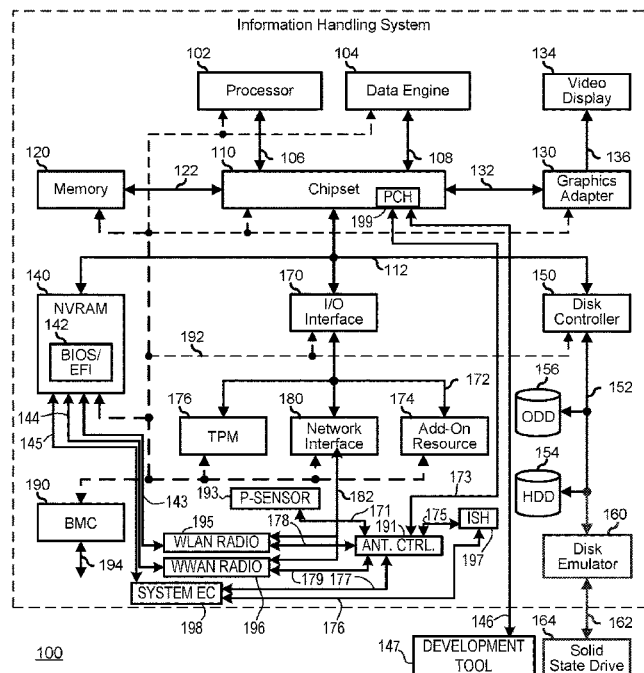 Information Handling System
102
104
134
Processor
Data Engine
Video
Display
120
110
106
108
130
136
Memory
122
Chipset
132
Graphics
Adapter
PCH
199
112
140
170
150
NVRAM
142
BIOS/
EFI
I/O
Interface
Disk
Controller
192
156
172
152
144
145
176
180
174
ODD
TPM
Network
Interface
Add-On
Resource
154
190
143
193
P-SENSOR
182
173
HDD
BMC
195
171
191
175
ISH
160
194
WLAN RADIO
178
ANT. CTRL.
197
Disk
Emulator
WWAN RADIO
179
177
SYSTEM EC
198
196
176
146
164
162
100
147
DEVELOPMENT
TOOL
Solid
State Drive